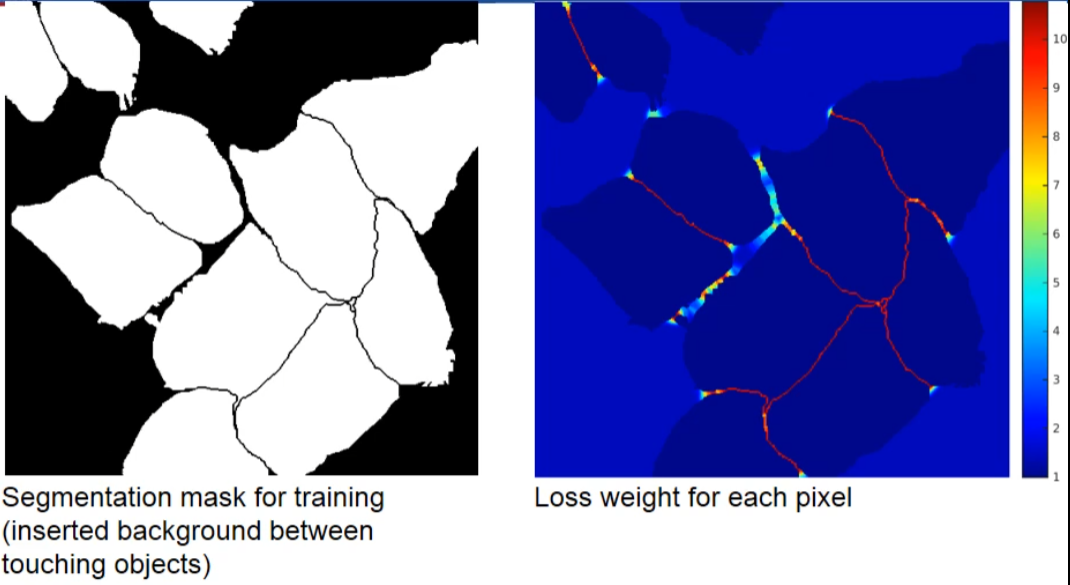 10
9
8
7
6
5
4
3
2
1
Segmentation mask for training
(inserted background between
touching objects)
Loss weight for each pixel